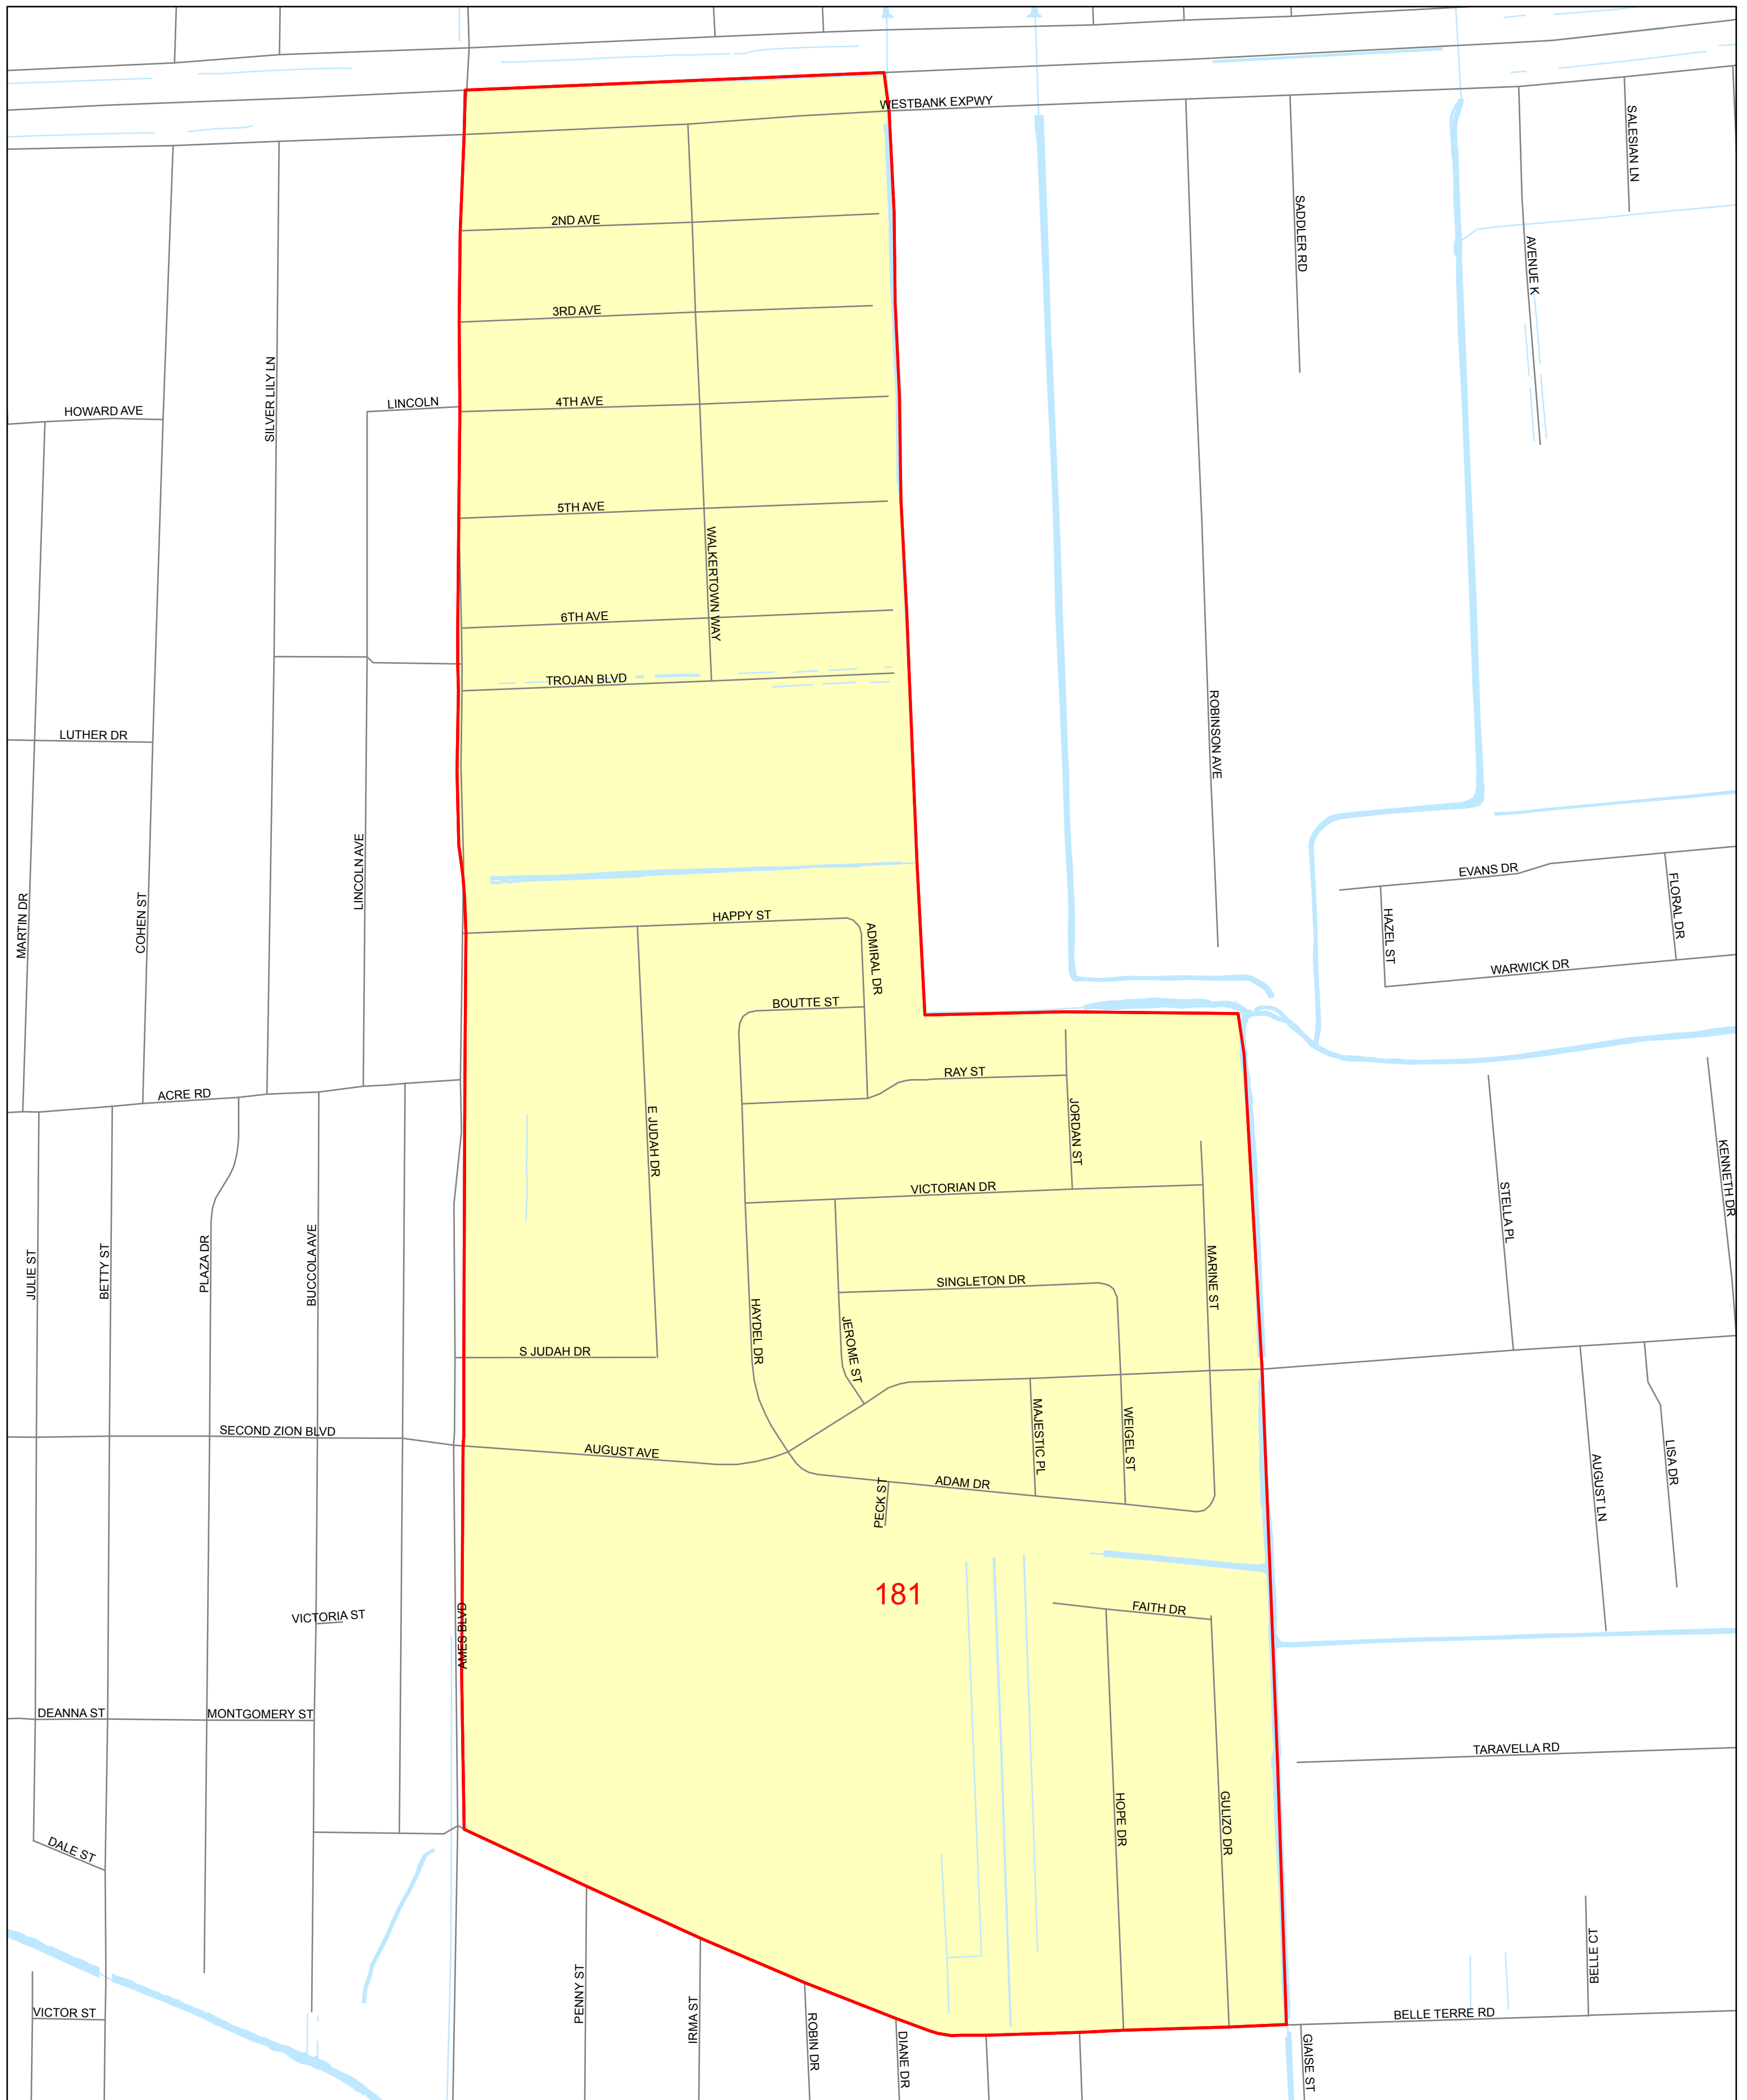 WESTBANK EXPWY
SALESIAN LN
2ND AVE
SADDLER RD
AVENUE K
3RD AVE
SILVER LILY LN
LINCOLN
4TH AVE
HOWARD AVE
5TH AVE
WALKERTOWN WAY
6TH AVE
TROJAN BLVD
ROBINSON AVE
LUTHER DR
LINCOLN AVE
EVANS DR
FLORAL DR
MARTIN DR
COHEN ST
HAPPY ST
ADMIRAL DR
HAZEL ST
WARWICK DR
BOUTTE ST
RAY ST
ACRE RD
E JUDAH DR
JORDAN ST
KENNETH DR
VICTORIAN DR
STELLA PL
JULIE ST
BETTY ST
PLAZA DR
BUCCOLA AVE
MARINE ST
SINGLETON DR
HAYDEL DR
JEROME ST
S JUDAH DR
MAJESTIC PL
WEIGEL ST
SECOND ZION BLVD
AUGUST AVE
LISA DR
AUGUST LN
ADAM DR
PECK ST
181
FAITH DR
VICTORIA ST
AMES BLVD
DEANNA ST
MONTGOMERY ST
TARAVELLA RD
HOPE DR
GULIZO DR
DALE ST
BELLE CT
PENNY ST
VICTOR ST
IRMA ST
ROBIN DR
BELLE TERRE RD
DIANE DR
GIAISE ST